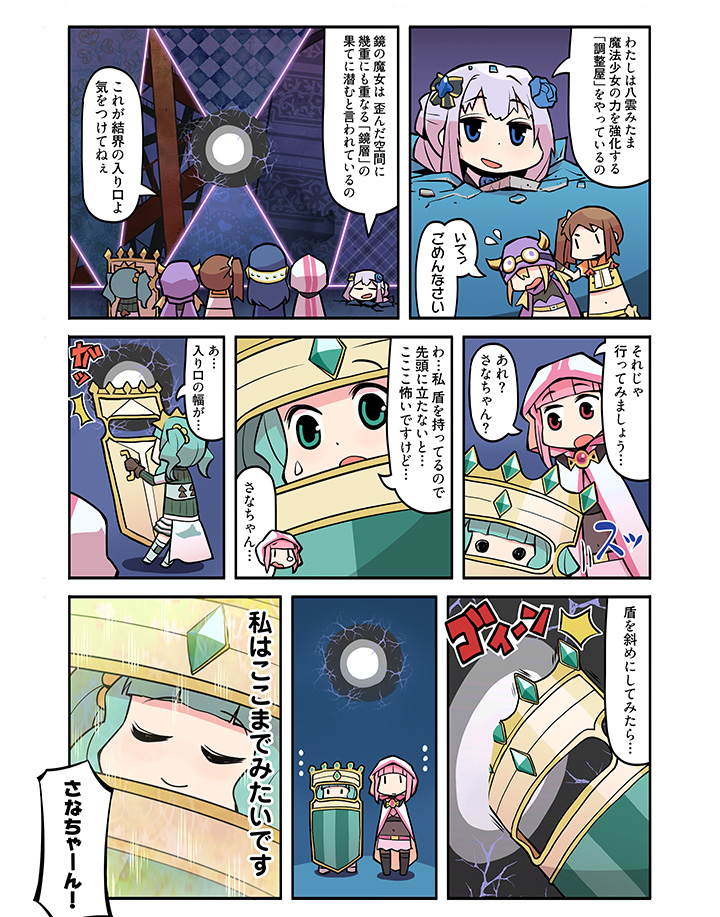 わたしは八雲みたま
魔法少女の力を強化する
「調整屋」をやっているの
いてっ
ごめんなさい
鏡の魔女は 歪んだ空間に
幾重にも重なる「鏡層」の
果てに潜むと言われているの
これが結界の入り口よ
気をつけてねぇ
それじゃ
行ってみましょう…
あれ?
さなちゃん?
スッ
わ…私 盾を持ってるので
先頭に立たないと…
ここ怖いですけど…
さなちゃん…
あ…
入り口の幅が…
ガッ
盾を斜めにしてみたら…
ゴイーン
私はここまでみたいです
さなちゃーん!